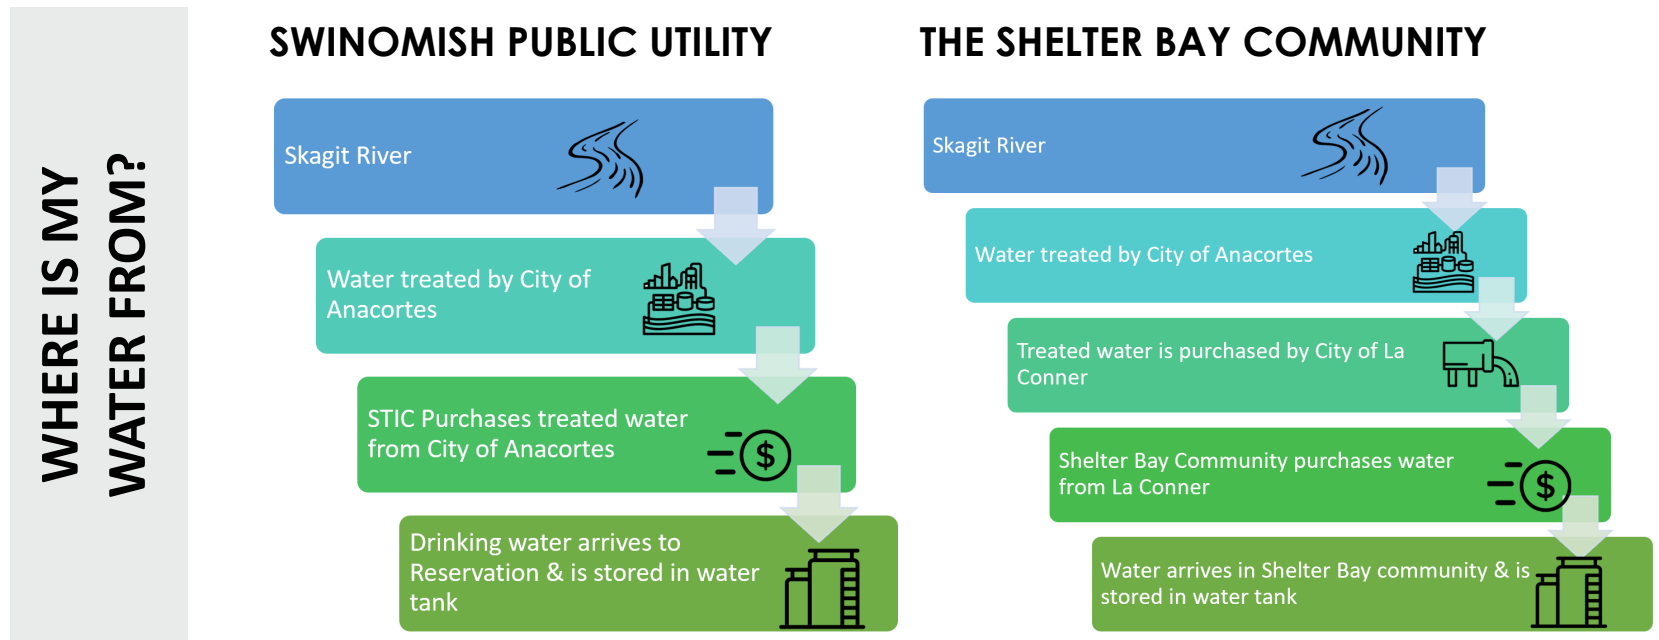 WHERE IS MY
WATER FROM?
SWINOMISH PUBLIC UTILITY
Skagit River
Water treated by City of
Anacortes
STIC Purchases treated water
from City of Anacortes
$
Drinking water arrives to
Reservation & is stored in water
tank
THE SHELTER BAY COMMUNITY
Skagit River
Water treated by City of Anacortes
Treated water is purchased by City of La
Conner
Shelter Bay Community purchases water
from La Conner
$
Water arrives in Shelter Bay community & is
stored in water tank